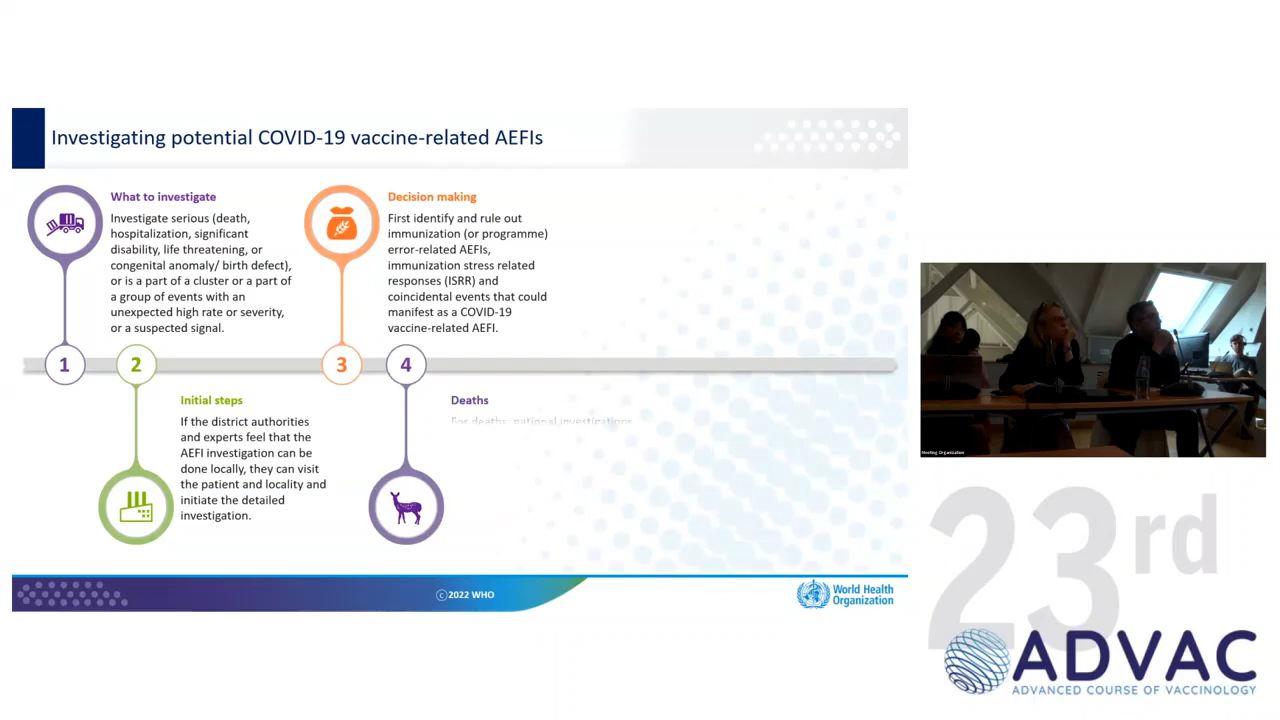 Investigating potential COVID-19 vaccine-related AEFIs
What to investigate
Investigate serious (death,
hospitalization, significant
disability, life threatening, or
congenital anomaly/ birth defect),
or is a part of a cluster or a part of
a group of events with an
unexpected high rate or severity,
or a suspected signal.
Decision making
First identify and rule out
immunization (or programme)
error-related AEFIs,
immunization stress related
responses (ISRR) and
coincidental events that could
manifest as a COVID-19
vaccine-related AEFI.
1
2
3
4
Initial steps
If the district authorities
and experts feel that the
AEFI investigation can be
done locally, they can visit
the patient and locality and
initiate the detailed
investigation.
Deaths
For deaths, national investigations
©2022 WHO
World Health
Organization
Meeting Organization
23rd
ADVAC
ADVANCED COURSE OF VACCINOLOGY